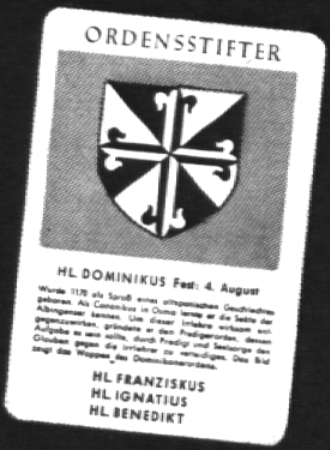 ORDENSSTIFTER
HL. DOMINIKUS Fest: 4. August
Wurde 1170 als Sproß eines altspanischen Geschlechtes
geboren. Als Canonikus in Osma lernte er die Sekte der
Albingenser kennen. Um dieser Irrlehre wirksam ent-
gegenzuwirken, gründete er den Predigerorden, dessen
Aufgabe es sein sollte, durch Predigt und Seelsorge den
Glauben gegen die Irrlehrer zu verteidigen. Das Bild
zeigt das Wappen des Dominikanerordens.
HL. FRANZISKUS
HL. IGNATIUS
HL. BENEDIKT